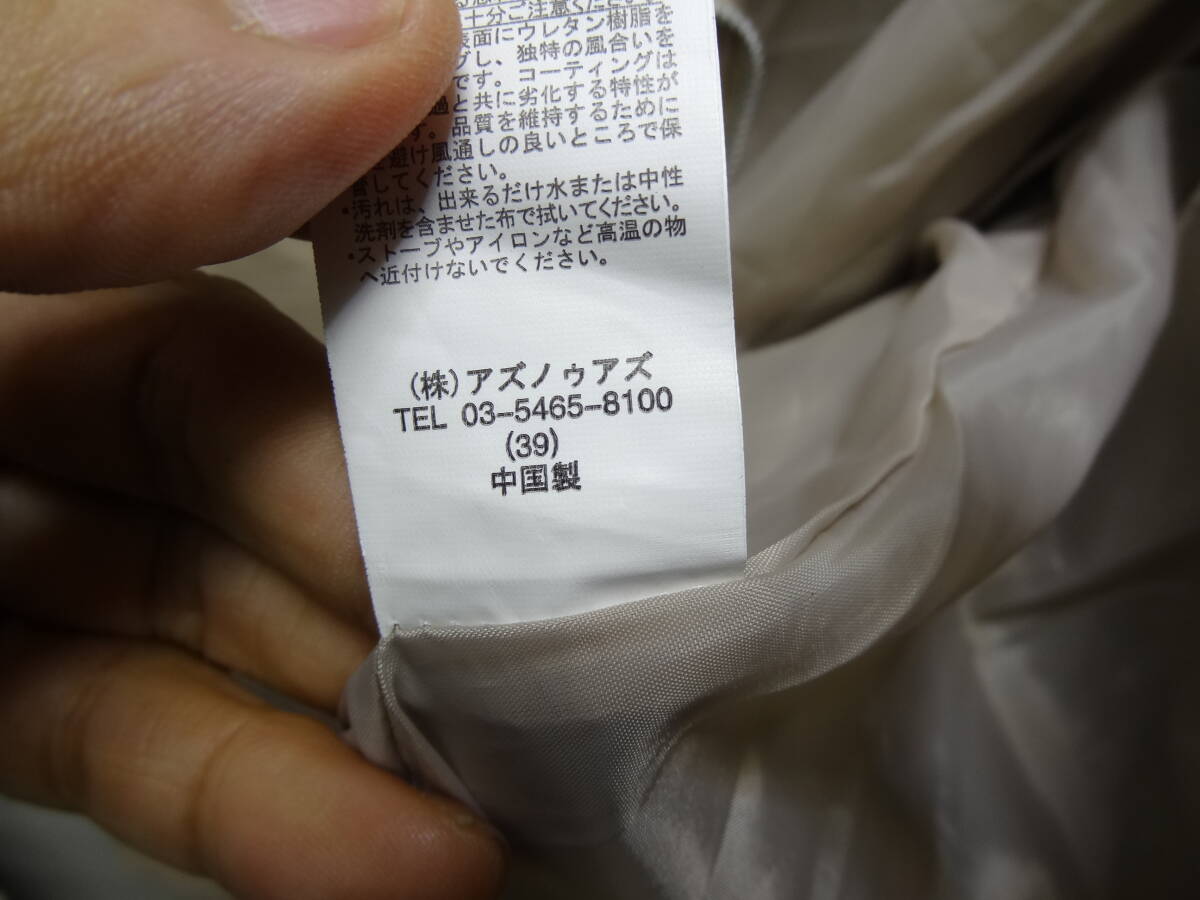 十分ご注意ください。
表面にウレタン樹脂を
グし、独特の風合いを
です。コーティングは
過と共に劣化する特性が
す。品質を維持するために
避け風通しの良いところで保
管してください。
・汚れは、出来るだけ水または中性
洗剤を含ませた布で拭いてください。
・ストーブやアイロンなど高温の物
へ近付けないでください。
(株)アズノゥアズ
TEL 03-5465-8100
(39)
中国製